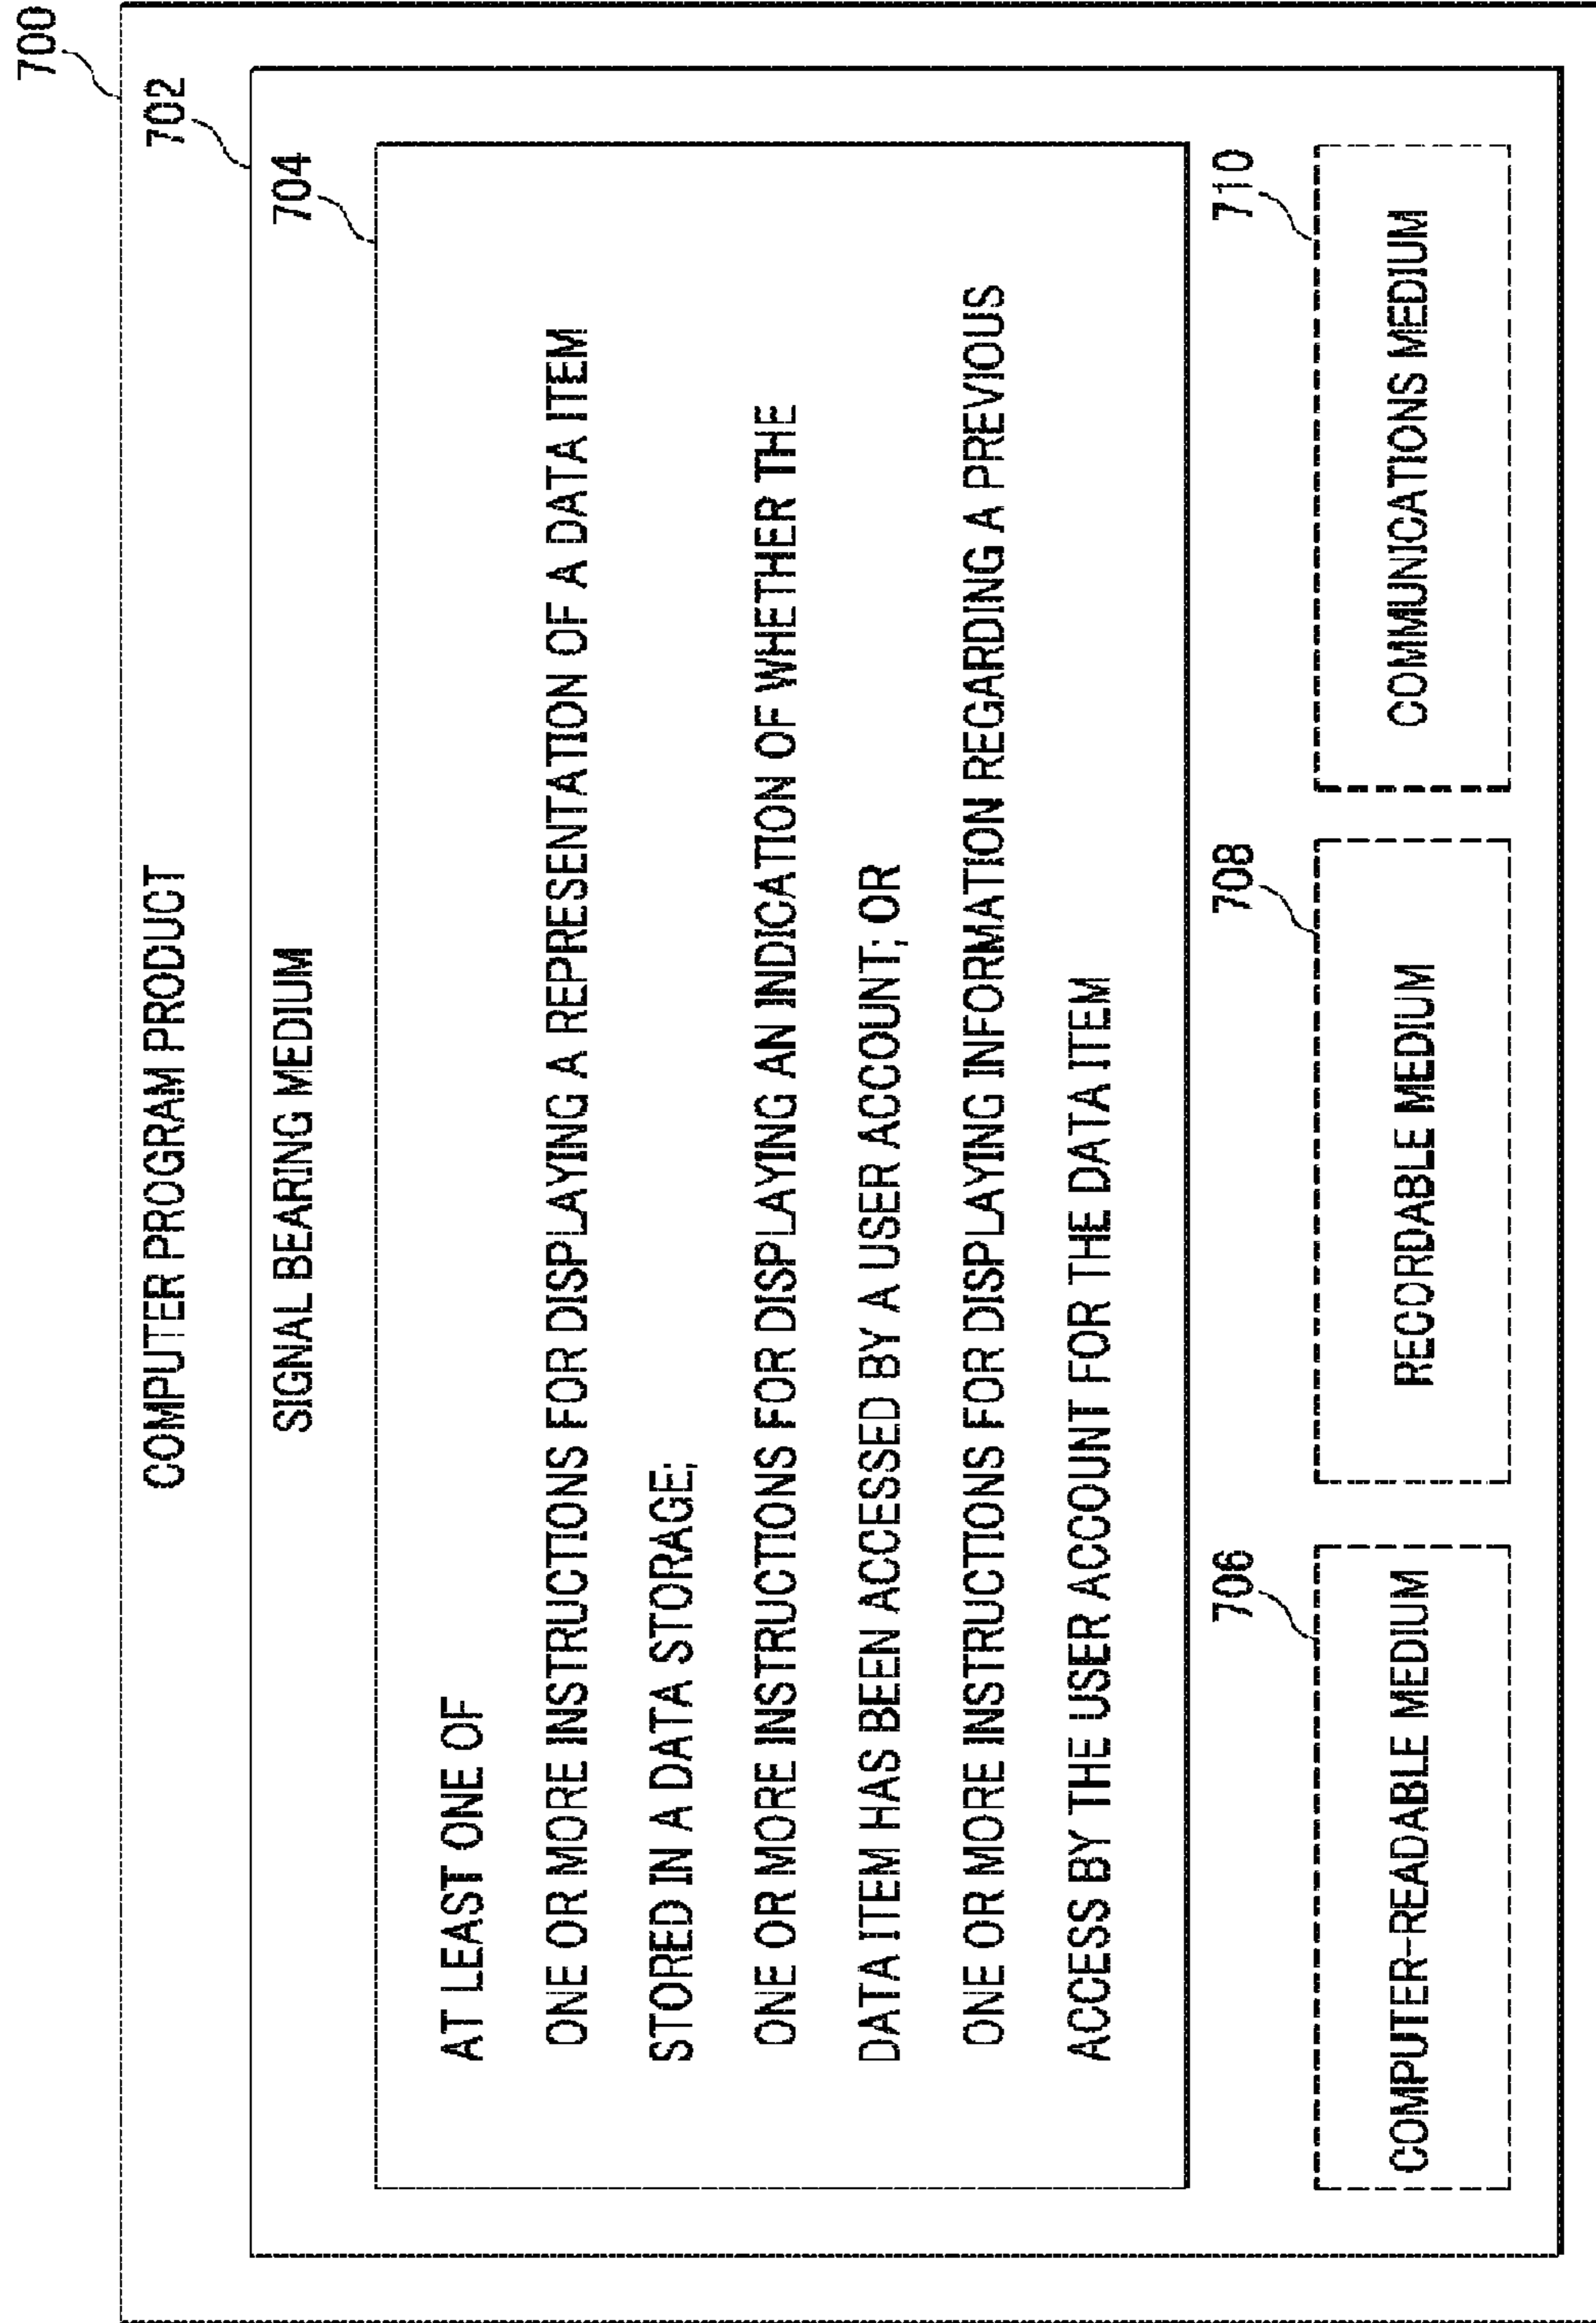 700
COMPUTER PROGRAM PRODUCT
702
SIGNAL BEARING MEDIUM
704
AT LEAST ONE OF
ONE OR MORE INSTRUCTIONS FOR DISPLAYING A REPRESENTATION OF A DATA ITEM
STORED IN A DATA STORAGE;
ONE OR MORE INSTRUCTIONS FOR DISPLAYING AN INDICATION OF WHETHER THE
DATA ITEM HAS BEEN ACCESSED BY A USER ACCOUNT; OR
ONE OR MORE INSTRUCTIONS FOR DISPLAYING INFORMATION REGARDING A PREVIOUS
ACCESS BY THE USER ACCOUNT FOR THE DATA ITEM
706
COMPUTER-READABLE MEDIUM
708
RECORDABLE MEDIUM
710
COMMUNICATIONS MEDIUM